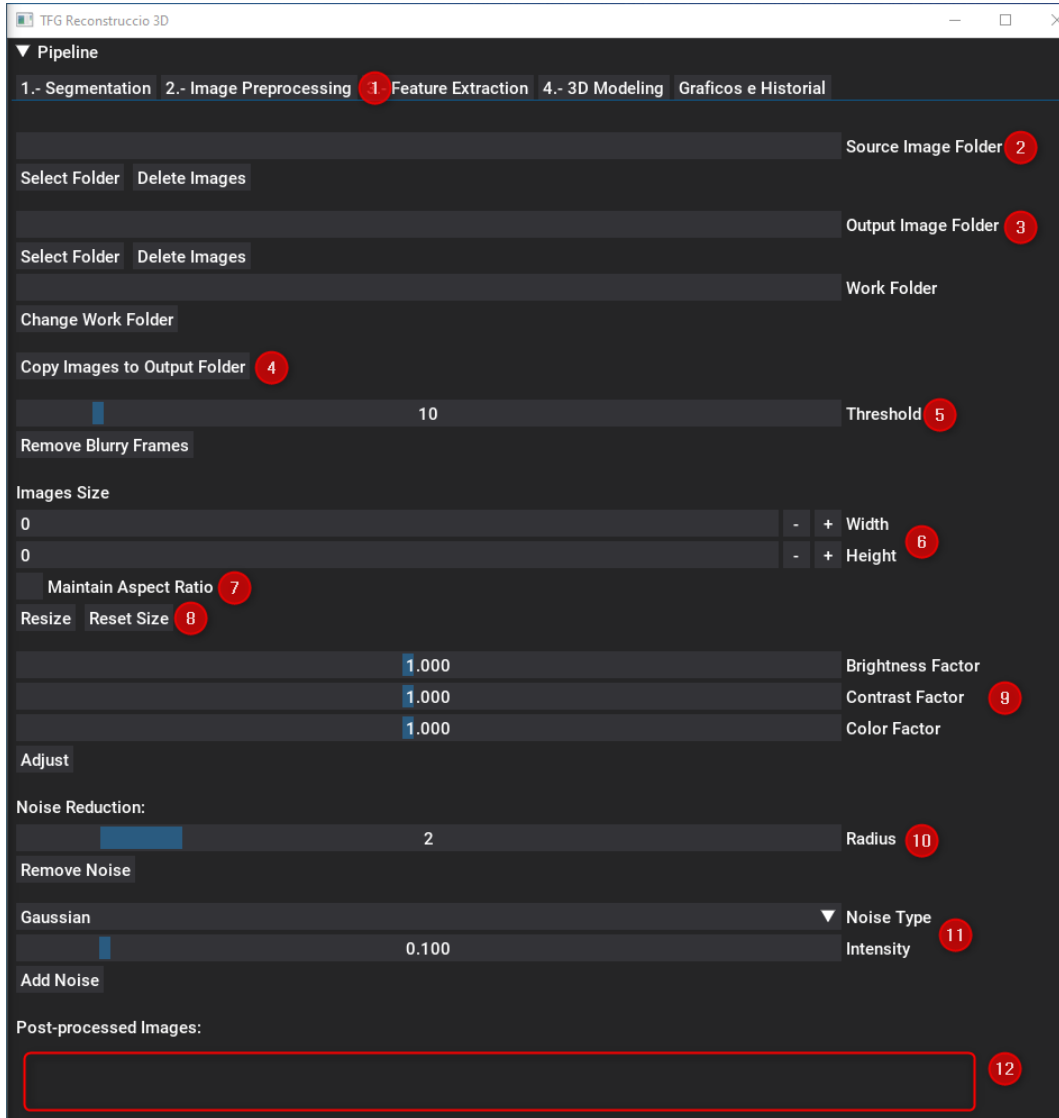 TFG Reconstruccio 3D
▼ Pipeline
1.- Segmentation 2.- Image Preprocessing 1 Feature Extraction 4.- 3D Modeling Graficos e Historial
Source Image Folder 2
Select Folder Delete Images
Output Image Folder 3
Select Folder Delete Images
Work Folder
Change Work Folder
Copy Images to Output Folder 4
10 Threshold 5
Remove Blurry Frames
Images Size
0 - + Width
6
0 - + Height
Maintain Aspect Ratio 7
Resize Reset Size 8
1.000 Brightness Factor
1.000 Contrast Factor 9
1.000 Color Factor
Adjust
Noise Reduction:
2 Radius 10
Remove Noise
Gaussian ▼ Noise Type
11
0.100 Intensity
Add Noise
Post-processed Images:
12